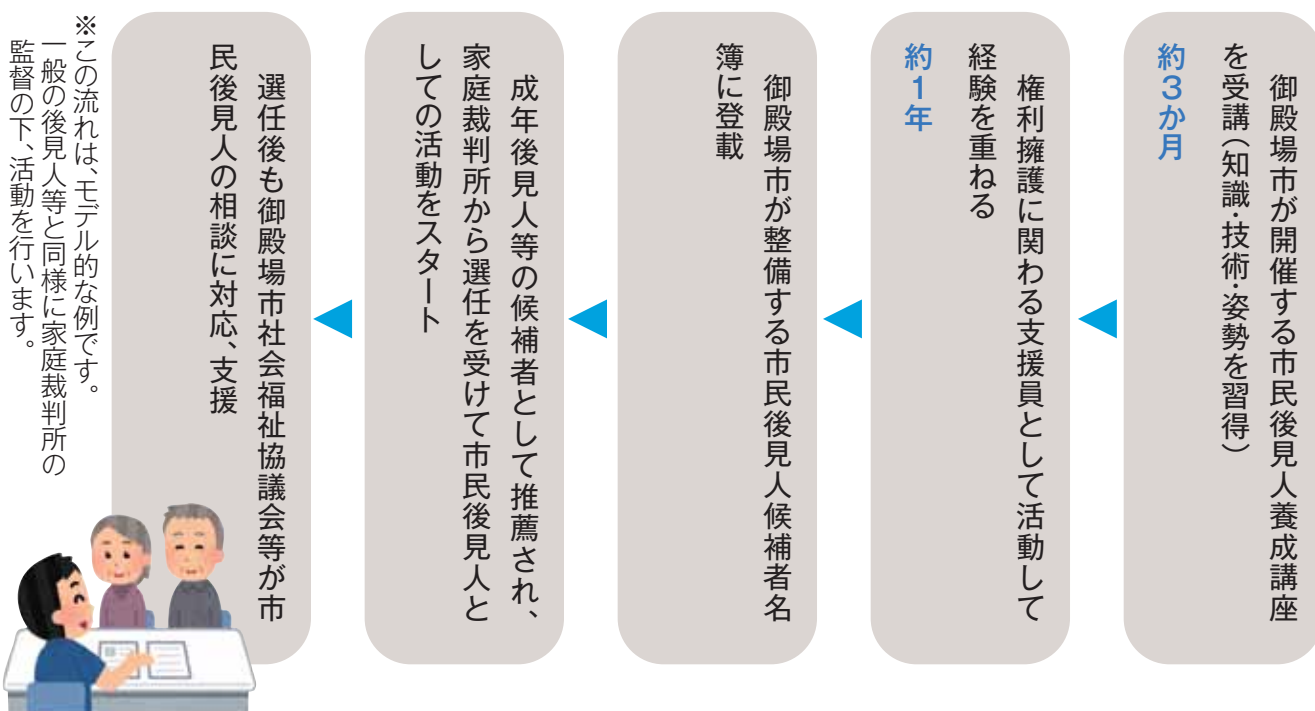 御殿場市が開催する市民後見人養成講座
を受講（知識・技術・姿勢を習得）
約３か月
権利擁護に関わる支援員として活動して
経験を重ねる
約１年
御殿場市が整備する市民後見人候補者名
簿に登載
成年後見人等の候補者として推薦され、
家庭裁判所から選任を受けて市民後見人と
しての活動をスタート
選任後も御殿場市社会福祉協議会等が市
民後見人の相談に対応、支援
※この流れは、モデル的な例です。
一般の後見人等と同様に家庭裁判所の
監督の下、活動を行います。